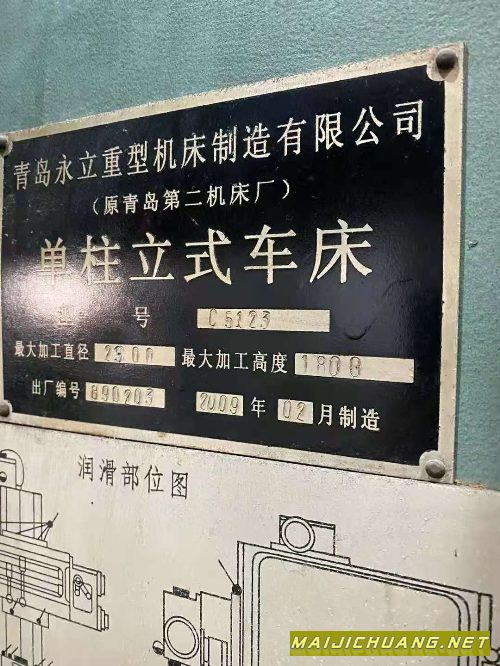 青岛永立重型机床制造有限公司
（原青岛第二机床厂）
单柱立式车床
型 号 C5123
最大加工直径 2300 最大加工高度 1800
出厂编号 090203 2009 年 02 月制造
润滑部位图
MAIJICHUANG.NET